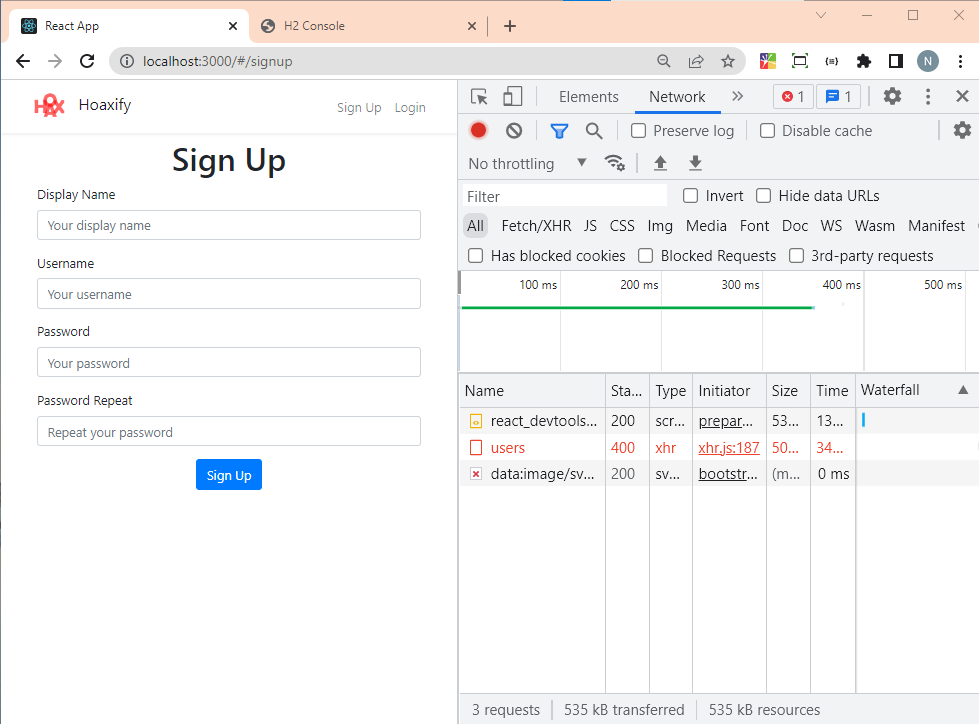 React App
H2 Console
localhost:3000/#/signup
N
Hoaxify
Sign Up
Login
Sign Up
Display Name
Your display name
Username
Your username
Password
Your password
Password Repeat
Repeat your password
Sign Up
Elements
Network
1
1
Preserve log
Disable cache
No throttling
Filter
Invert
Hide data URLs
All Fetch/XHR JS CSS Img Media Font Doc WS Wasm Manifest
Has blocked cookies
Blocked Requests
3rd-party requests
100 ms 200 ms 300 ms 400 ms 500 ms
Name Sta... Type Initiator Size Time Waterfall
react_devtools... 200 scr... prepar... 53... 13...
users 400 xhr xhr.js:187 50... 34...
data:image/sv... 200 sv... bootstr... (m... 0 ms
3 requests 535 kB transferred 535 kB resources